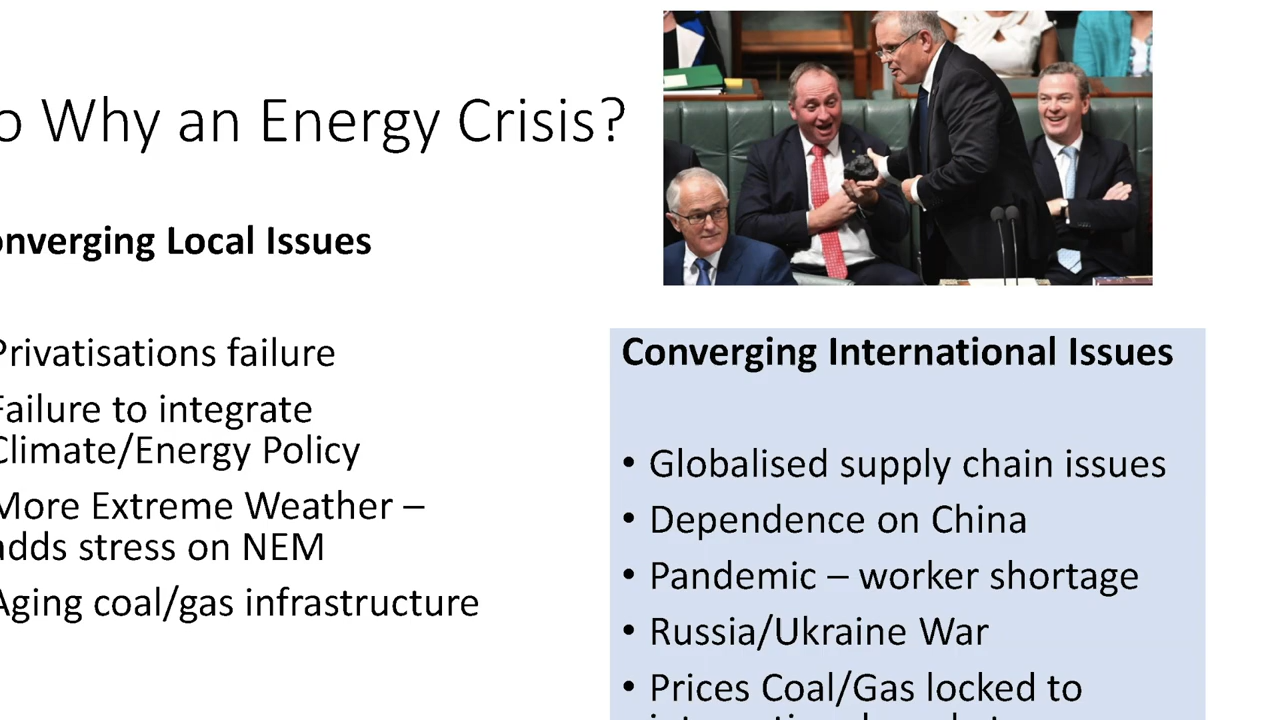 o Why an Energy Crisis?
onverging Local Issues
Privatisations failure
Failure to integrate
Climate/Energy Policy
More Extreme Weather –
adds stress on NEM
Aging coal/gas infrastructure
Converging International Issues
• Globalised supply chain issues
• Dependence on China
• Pandemic – worker shortage
• Russia/Ukraine War
• Prices Coal/Gas locked to